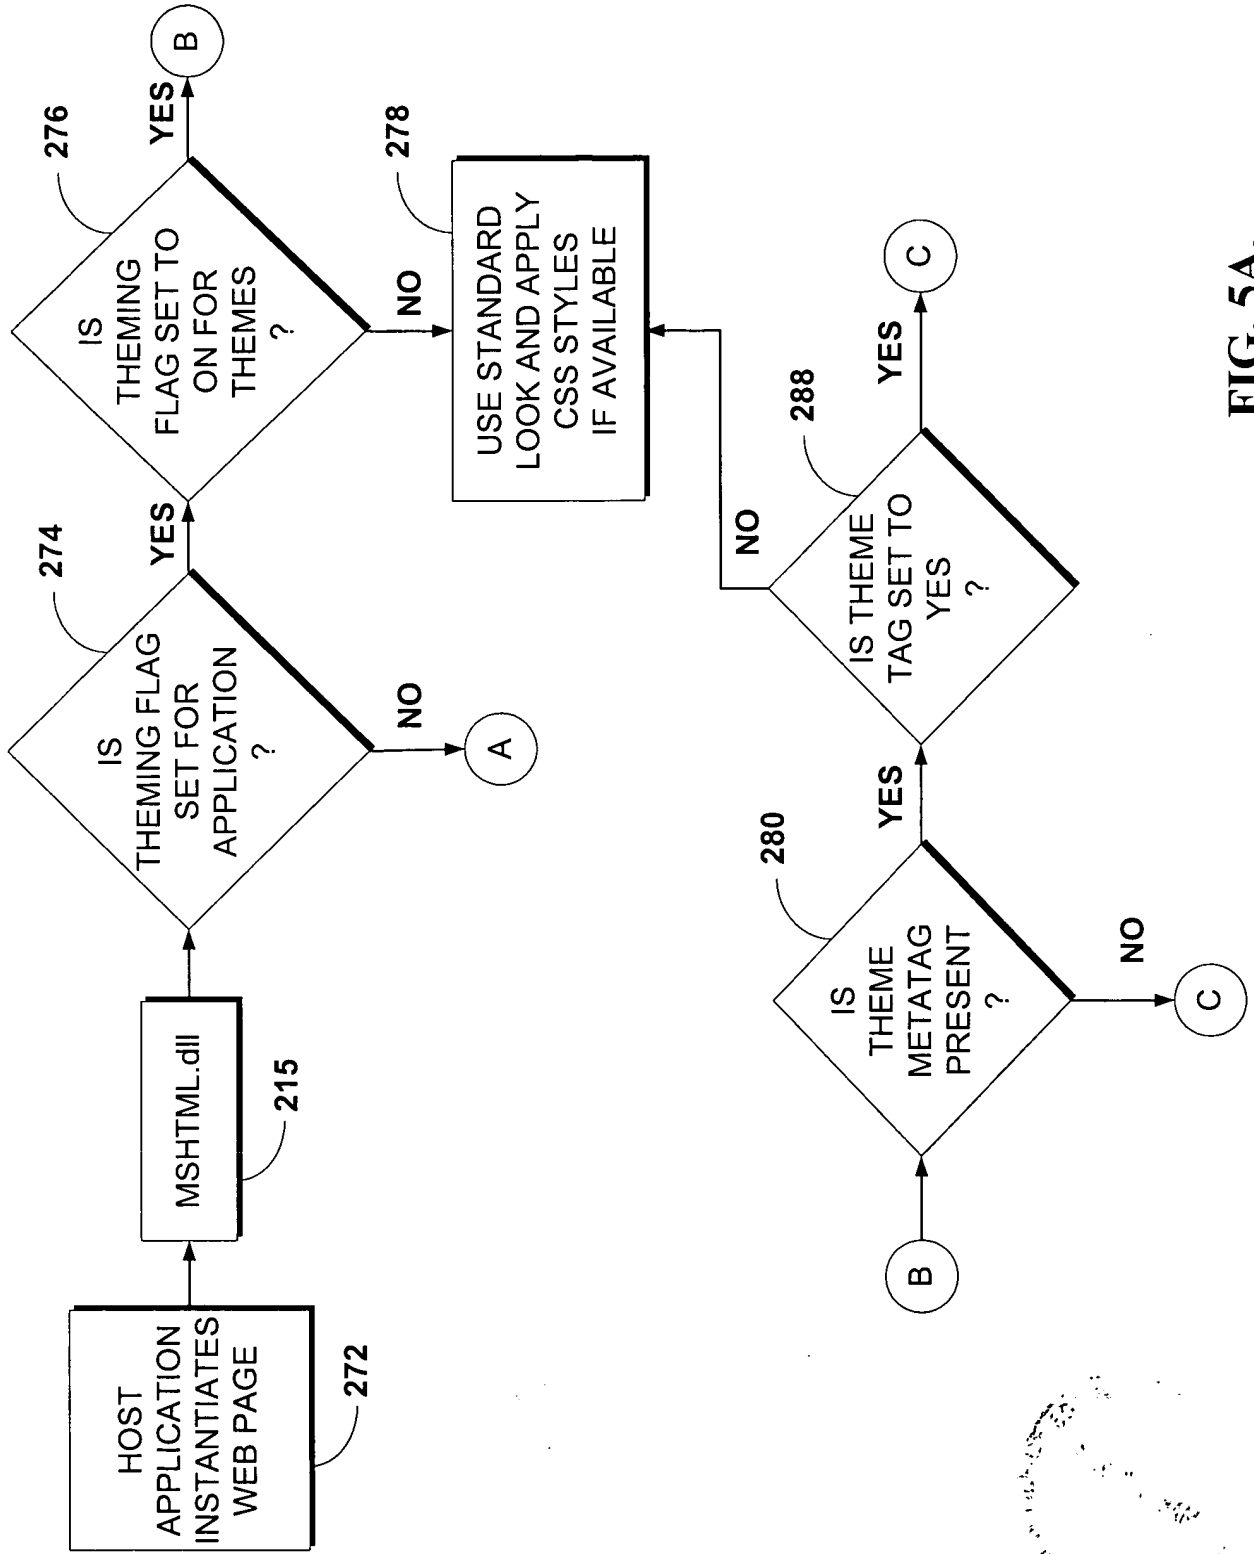 HOST
APPLICATION
INSTANTIATES
WEB PAGE
272
MSHTML.dll
215
IS
THEMING FLAG
SET FOR
APPLICATION
?
274
YES
NO
A
IS
THEMING
FLAG SET TO
ON FOR
THEMES
?
276
YES
B
NO
USE STANDARD
LOOK AND APPLY
CSS STYLES
IF AVAILABLE
278
B
IS
THEME
METATAG
PRESENT
?
280
YES
NO
C
IS THEME
TAG SET TO
YES
?
288
NO
YES
C
FIG. 5A.